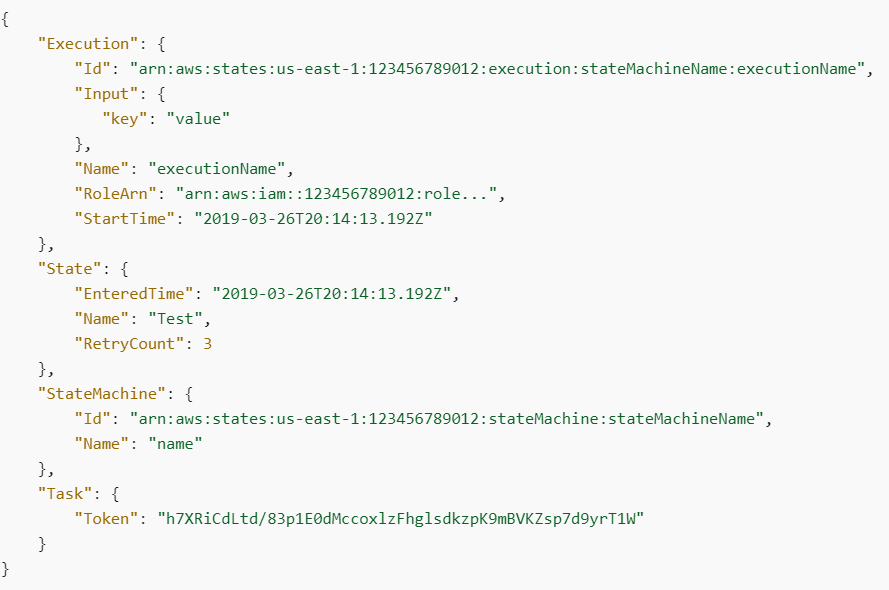 {
    "Execution": {
        "Id": "arn:aws:states:us-east-1:123456789012:execution:stateMachineName:executionName",
        "Input": {
           "key": "value"
        },
        "Name": "executionName",
        "RoleArn": "arn:aws:iam::123456789012:role...",
        "StartTime": "2019-03-26T20:14:13.192Z"
    },
    "State": {
        "EnteredTime": "2019-03-26T20:14:13.192Z",
        "Name": "Test",
        "RetryCount": 3
    },
    "StateMachine": {
        "Id": "arn:aws:states:us-east-1:123456789012:stateMachine:stateMachineName",
        "Name": "name"
    },
    "Task": {
        "Token": "h7XRiCdLtd/83p1E0dMccoxlzFhglsdkzpK9mBVKZsp7d9yrT1W"
    }
}